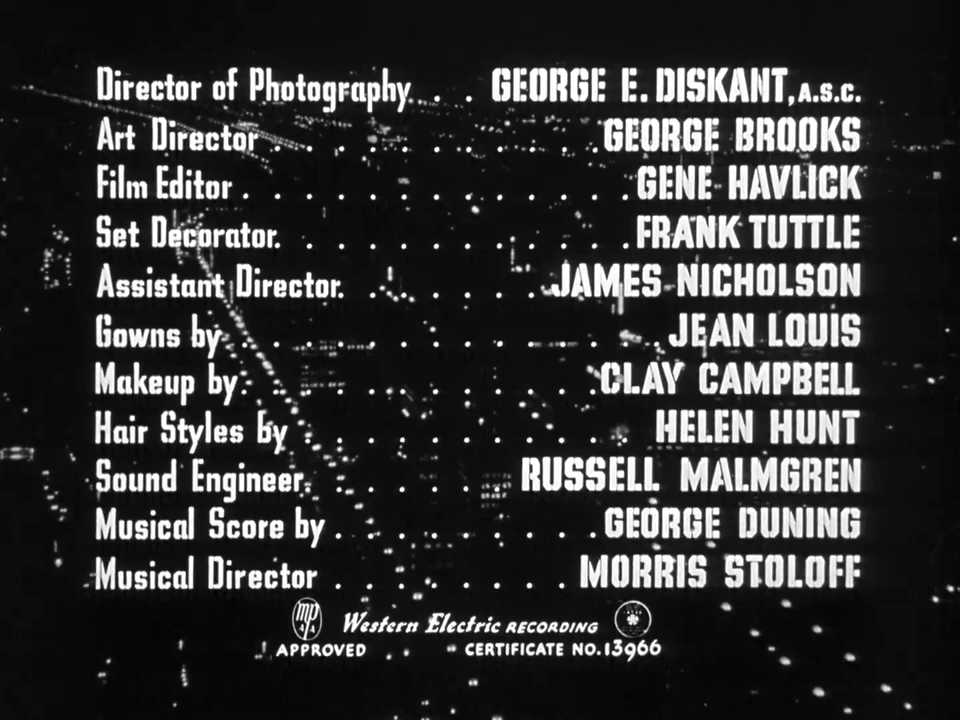 Director of Photography . . GEORGE E. DISKANT, A.S.C.
Art Director . . . . . . . . . . . GEORGE BROOKS
Film Editor . . . . . . . . . . . . . GENE HAVLICK
Set Decorator. . . . . . . . . . . . FRANK TUTTLE
Assistant Director. . . . . . . JAMES NICHOLSON
Gowns by . . . . . . . . . . . . . . . JEAN LOUIS
Makeup by . . . . . . . . . . . . CLAY CAMPBELL
Hair Styles by . . . . . . . . . . . HELEN HUNT
Sound Engineer. . . . . . . RUSSELL MALMGREN
Musical Score by . . . . . . . . . GEORGE DUNING
Musical Director . . . . . . . . MORRIS STOLOFF
Western Electric RECORDING
APPROVED CERTIFICATE NO. 13966